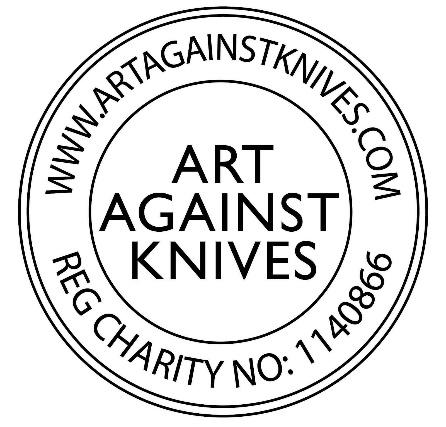 WWW.ARTAGAINSTKNIVES.COM
ART
AGAINST
KNIVES
REG CHARITY NO: 1140866